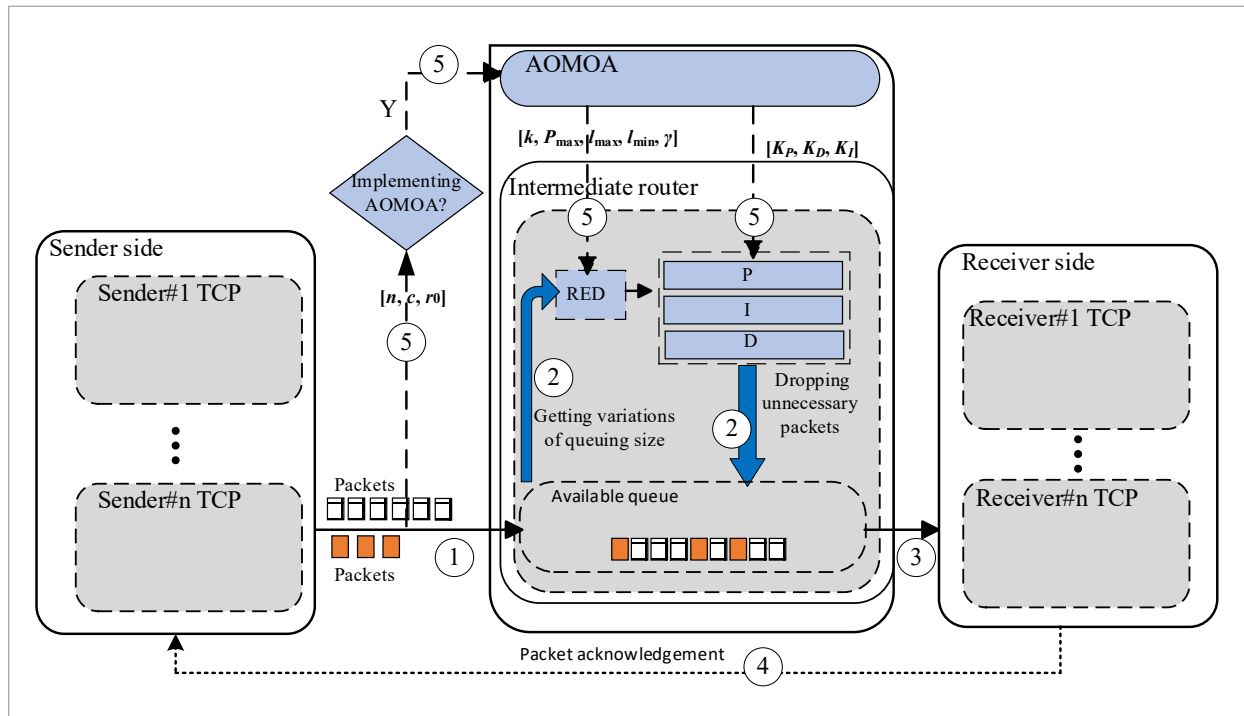 AOMOA
5
Y
[k, Pmax, lmax, lmin, γ]
[KP, KD, KI]
Implementing
AOMOA?
Intermediate router
5
5
Sender side
Sender#1 TCP
[n, c, r0]
5
RED
P
I
D
2
Getting variations
of queuing size
Dropping
unnecessary
packets
2
Receiver side
Receiver#1 TCP
Sender#n TCP
Packets
Packets
1
Available queue
3
Receiver#n TCP
Packet acknowledgement
4